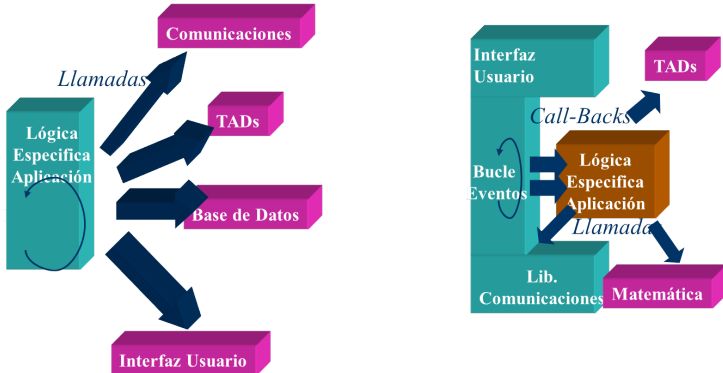 Comunicaciones
Llamadas
Lógica
Especifica
Aplicación
TADs
Base de Datos
Interfaz Usuario
Interfaz
Usuario
TADs
Call-Backs
Bucle
Eventos
Lógica
Especifica
Aplicación
Llamada
Lib.
Comunicaciones
Matemática